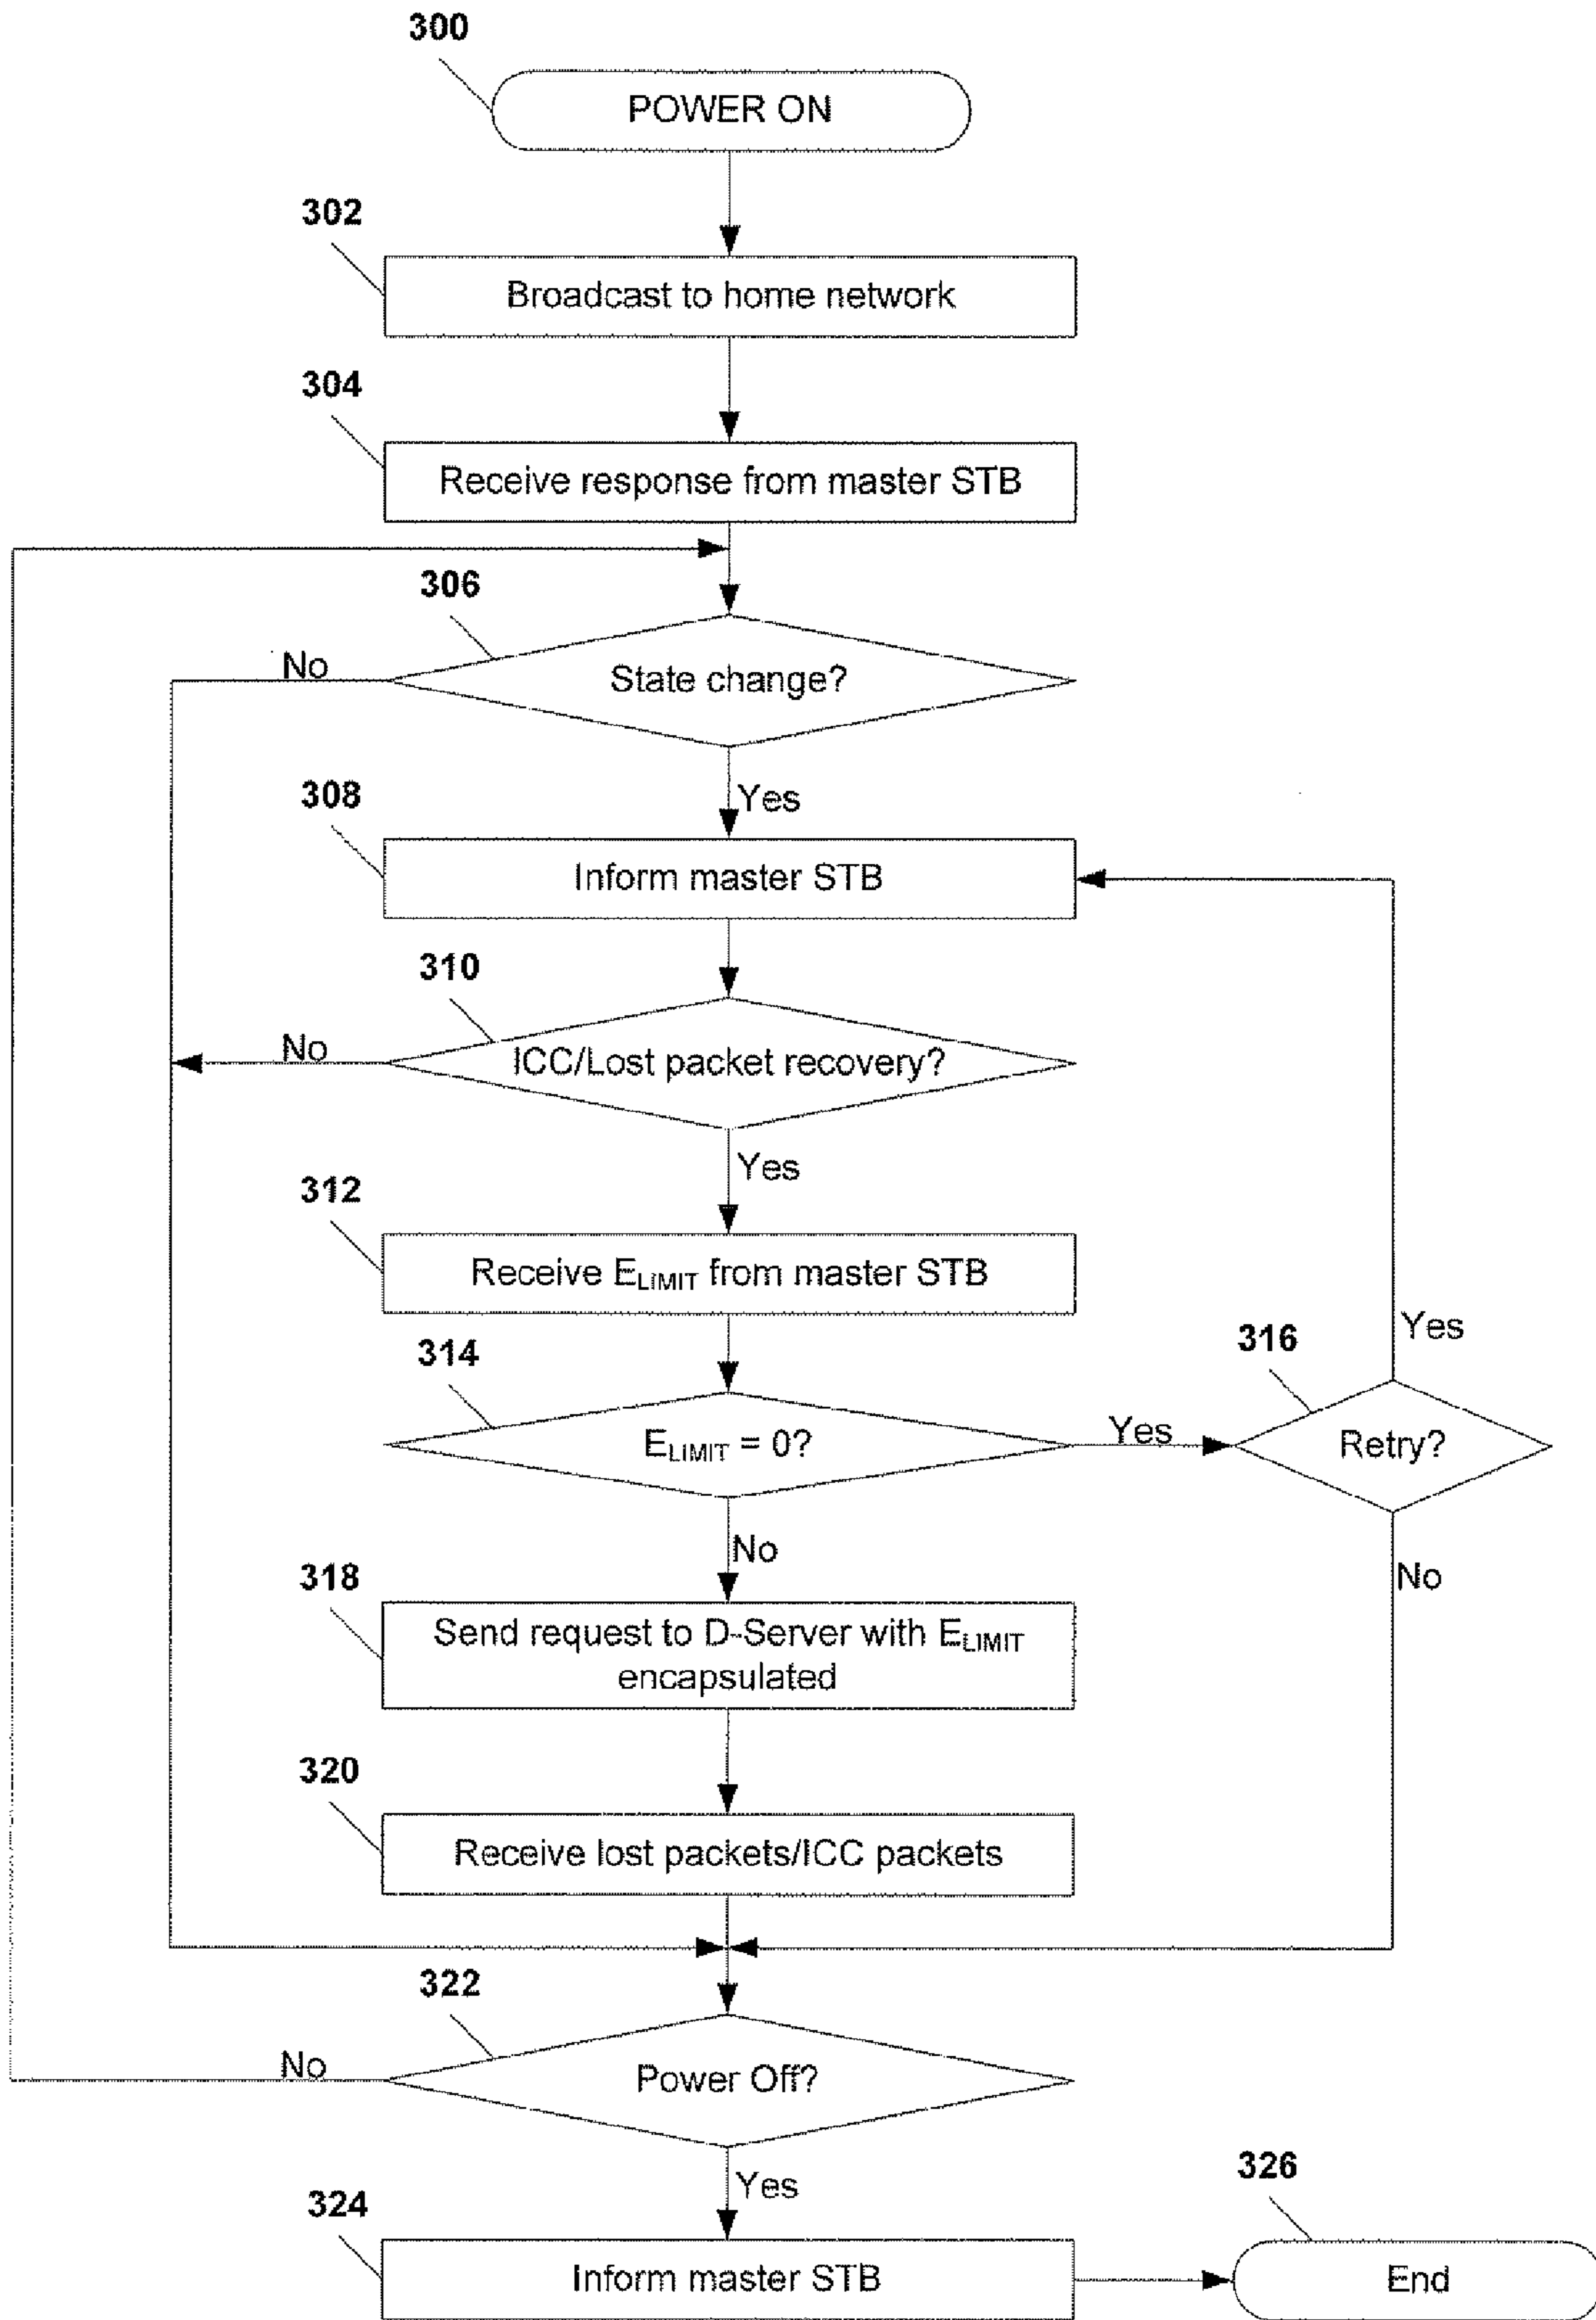 300
POWER ON
302
Broadcast to home network
304
Receive response from master STB
306
No
State change?
Yes
308
Inform master STB
310
No
ICC/Lost packet recovery?
Yes
312
Receive ELIMIT from master STB
314
ELIMIT = 0?
Yes
316
Retry?
Yes
No
No
318
Send request to D-Server with ELIMIT
encapsulated
320
Receive lost packets/ICC packets
322
No
Power Off?
Yes
324
Inform master STB
326
End